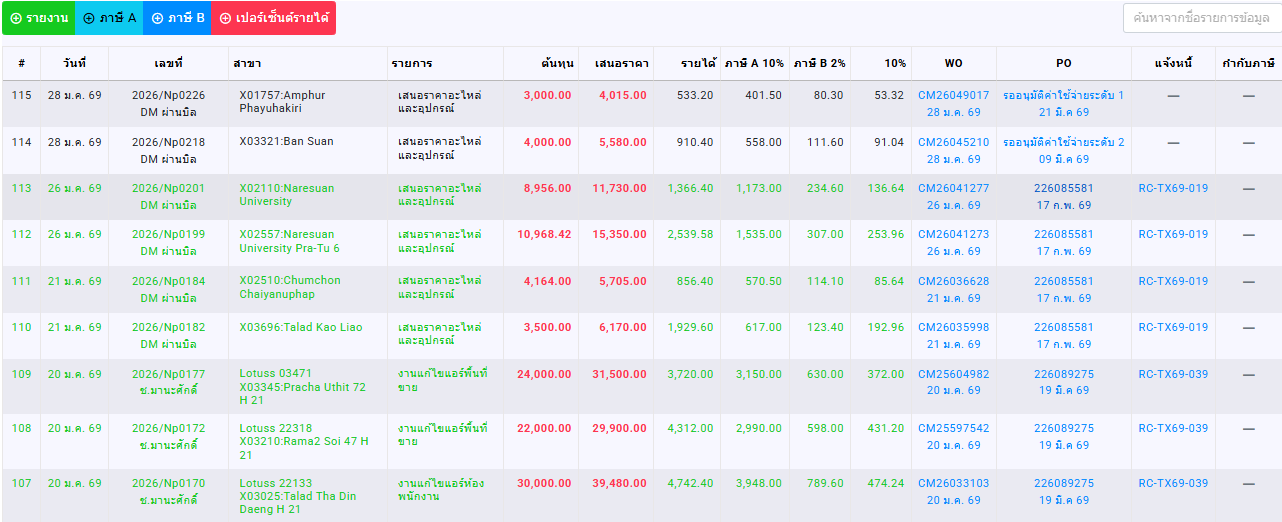 รายงาน ภาษี A ภาษี B เปอร์เซ็นต์รายได้ ค้นหาจากชื่อรายการข้อมูล
# วันที่ เลขที่ สาขา รายการ ต้นทุน เสนอราคา รายได้ ภาษี A 10% ภาษี B 2% 10% WO PO แจ้งหนี้ กำกับภาษี
115 28 ม.ค. 69 2026/Np0226 X01757:Amphur เสนอราคาอะไหล่ 3,000.00 4,015.00 533.20 401.50 80.30 53.32 CM26049017 รออนุมัติค่าใช้จ่ายระดับ 1 — —
DM ผ่านบิล Phayuhakiri และอุปกรณ์ 28 ม.ค. 69 21 มี.ค 69
114 28 ม.ค. 69 2026/Np0218 X03321:Ban Suan เสนอราคาอะไหล่ 4,000.00 5,580.00 910.40 558.00 111.60 91.04 CM26045210 รออนุมัติค่าใช้จ่ายระดับ 2 — —
DM ผ่านบิล และอุปกรณ์ 28 ม.ค. 69 09 มี.ค 69
113 26 ม.ค. 69 2026/Np0201 X02110:Naresuan เสนอราคาอะไหล่ 8,956.00 11,730.00 1,366.40 1,173.00 234.60 136.64 CM26041277 226085581 RC-TX69-019 —
DM ผ่านบิล University และอุปกรณ์ 26 ม.ค. 69 17 ก.พ. 69
112 26 ม.ค. 69 2026/Np0199 X02557:Naresuan เสนอราคาอะไหล่ 10,968.42 15,350.00 2,539.58 1,535.00 307.00 253.96 CM26041273 226085581 RC-TX69-019 —
DM ผ่านบิล University Pra-Tu 6 และอุปกรณ์ 26 ม.ค. 69 17 ก.พ. 69
111 21 ม.ค. 69 2026/Np0184 X02510:Chumchon เสนอราคาอะไหล่ 4,164.00 5,705.00 856.40 570.50 114.10 85.64 CM26036628 226085581 RC-TX69-019 —
DM ผ่านบิล Chaiyanuphap และอุปกรณ์ 21 ม.ค. 69 17 ก.พ. 69
110 21 ม.ค. 69 2026/Np0182 X03696:Talad Kao Liao เสนอราคาอะไหล่ 3,500.00 6,170.00 1,929.60 617.00 123.40 192.96 CM26035998 226085581 RC-TX69-019 —
DM ผ่านบิล และอุปกรณ์ 21 ม.ค. 69 17 ก.พ. 69
109 20 ม.ค. 69 2026/Np0177 Lotuss 03471 งานแก้ไขแอร์พื้นที่ 24,000.00 31,500.00 3,720.00 3,150.00 630.00 372.00 CM25604982 226089275 RC-TX69-039 —
ช.มานะศักดิ์ X03345:Pracha Uthit 72 ขาย 20 ม.ค. 69 19 มี.ค 69
H 21
108 20 ม.ค. 69 2026/Np0172 Lotuss 22318 งานแก้ไขแอร์พื้นที่ 22,000.00 29,900.00 4,312.00 2,990.00 598.00 431.20 CM25597542 226089275 RC-TX69-039 —
ช.มานะศักดิ์ X03210:Rama2 Soi 47 H ขาย 20 ม.ค. 69 19 มี.ค 69
21
107 20 ม.ค. 69 2026/Np0170 Lotuss 22133 งานแก้ไขแอร์ห้อง 30,000.00 39,480.00 4,742.40 3,948.00 789.60 474.24 CM26033103 226089275 RC-TX69-039 —
ช.มานะศักดิ์ X03025:Talad Tha Din พนักงาน 20 ม.ค. 69 19 มี.ค 69
Daeng H 21